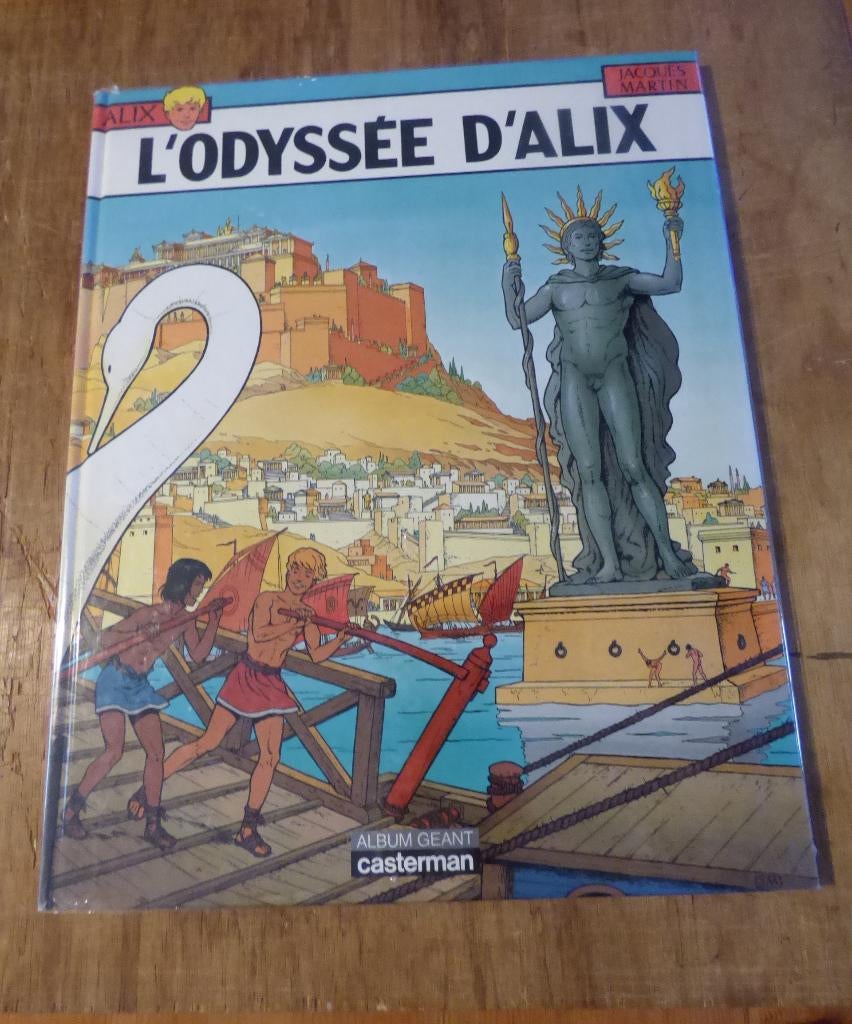 ALIX
JACQUES
MARTIN
L'ODYSSÉE D'ALIX
ALBUM GEANT
casterman